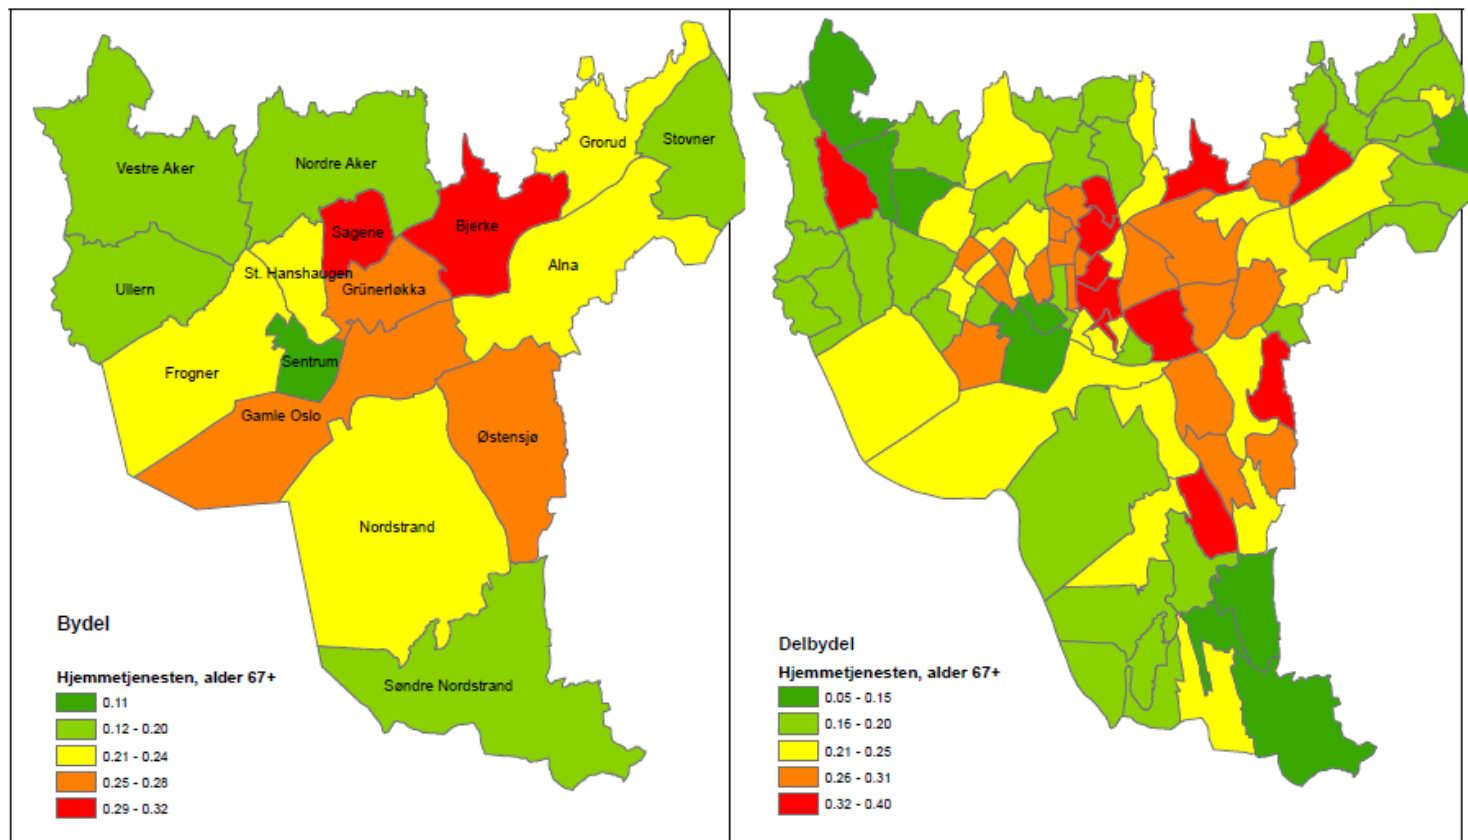 Vestre Aker
Nordre Aker
Grorud
Stovner
Sagene
Bjerke
St. Hanshaugen
Alna
Ullern
Grünerløkka
Sentrum
Frogner
Gamle Oslo
Østensjø
Nordstrand
Søndre Nordstrand
Bydel
Hjemmetjenesten, alder 67+
0.11
0.12 - 0.20
0.21 - 0.24
0.25 - 0.28
0.29 - 0.32
Delbydel
Hjemmetjenesten, alder 67+
0.05 - 0.15
0.16 - 0.20
0.21 - 0.25
0.26 - 0.31
0.32 - 0.40